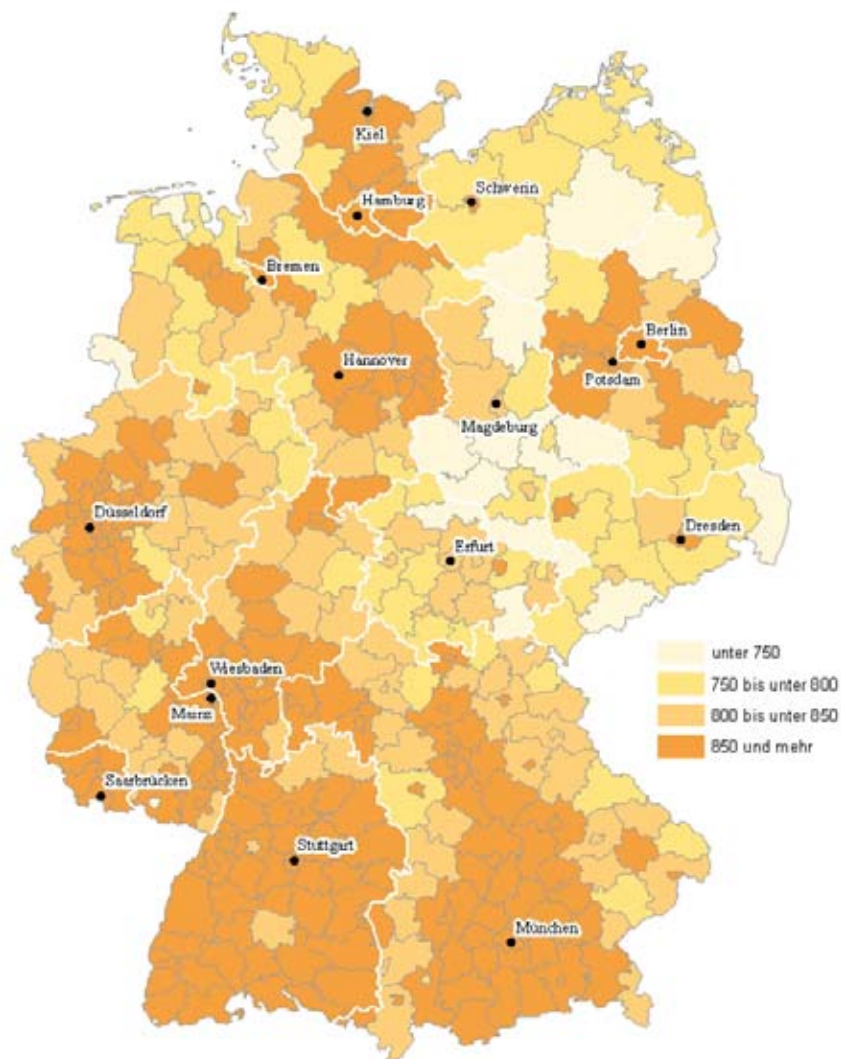 Kiel
Schwerin
Hamburg
Bremen
Berlin
Hannover
Potsdam
Magdeburg
Düsseldorf
Dresden
Erfurt
unter 750
Wiesbaden
750 bis unter 800
Mainz
800 bis unter 850
850 und mehr
Saarbrücken
Stuttgart
München